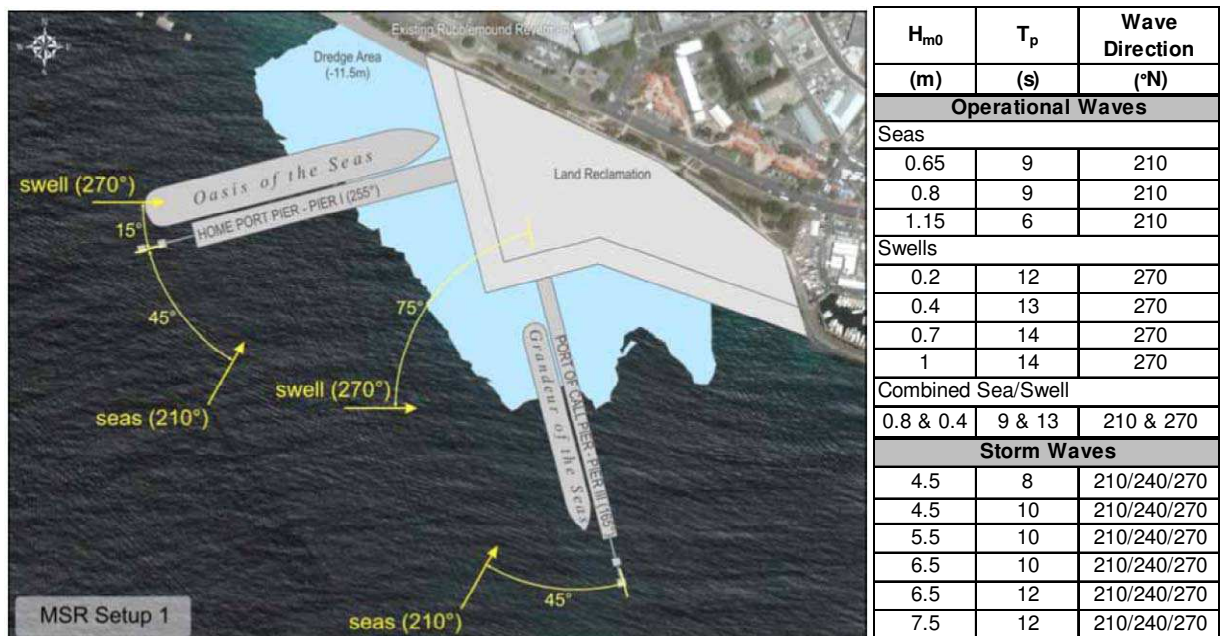 Existing Rubblemound Revetment
Dredge Area
(-11.5m)
Land Reclamation
Oasis of the Seas
HOME PORT PIER - PIER I (255°)
swell (270°)
15°
45°
seas (210°)
75°
swell (270°)
Grandeur of the Seas
PORT OF CALL PIER - PIER III (165°)
45°
seas (210°)
MSR Setup 1
Hm0 Tp Wave Direction
(m) (s) (°N)
Operational Waves
Seas
0.65 9 210
0.8 9 210
1.15 6 210
Swells
0.2 12 270
0.4 13 270
0.7 14 270
1 14 270
Combined Sea/Swell
0.8 & 0.4 9 & 13 210 & 270
Storm Waves
4.5 8 210/240/270
4.5 10 210/240/270
5.5 10 210/240/270
6.5 10 210/240/270
6.5 12 210/240/270
7.5 12 210/240/270